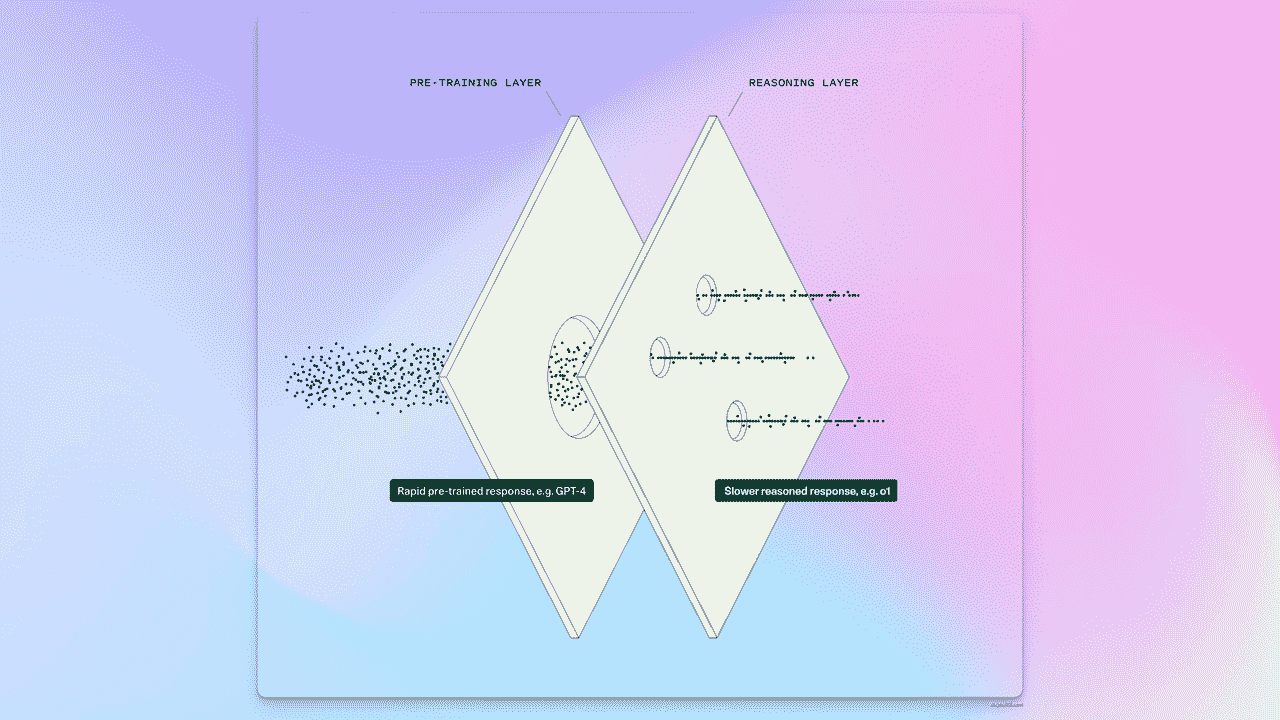 PRE-TRAINING LAYER
REASONING LAYER
Rapid pre-trained response, e.g. GPT-4
Slower reasoned response, e.g. o1